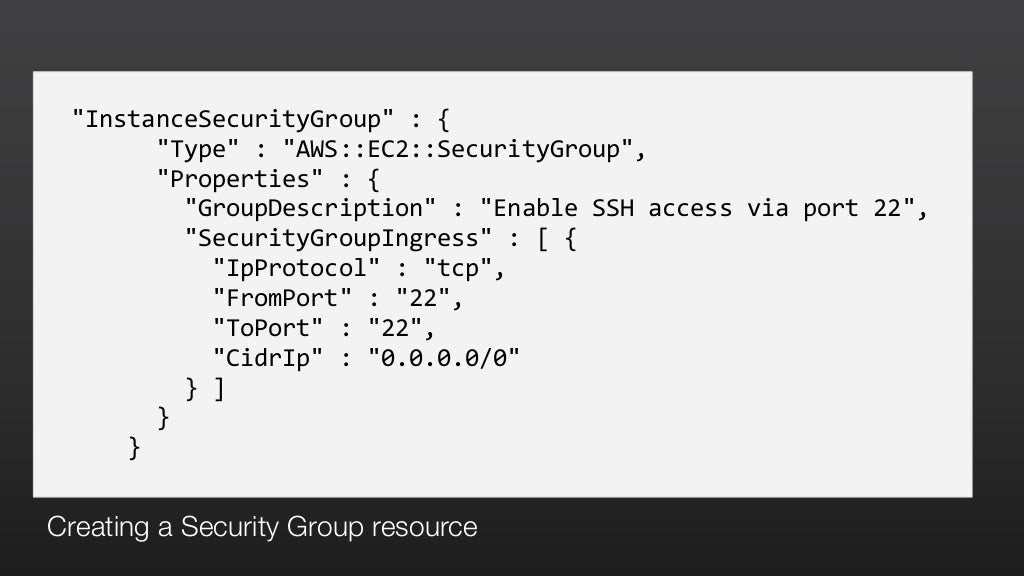 "InstanceSecurityGroup" : {
"Type" : "AWS::EC2::SecurityGroup",
"Properties" : {
"GroupDescription" : "Enable SSH access via port 22",
"SecurityGroupIngress" : [ {
"IpProtocol" : "tcp",
"FromPort" : "22",
"ToPort" : "22",
"CidrIp" : "0.0.0.0/0"
} ]
}
}
Creating a Security Group resource